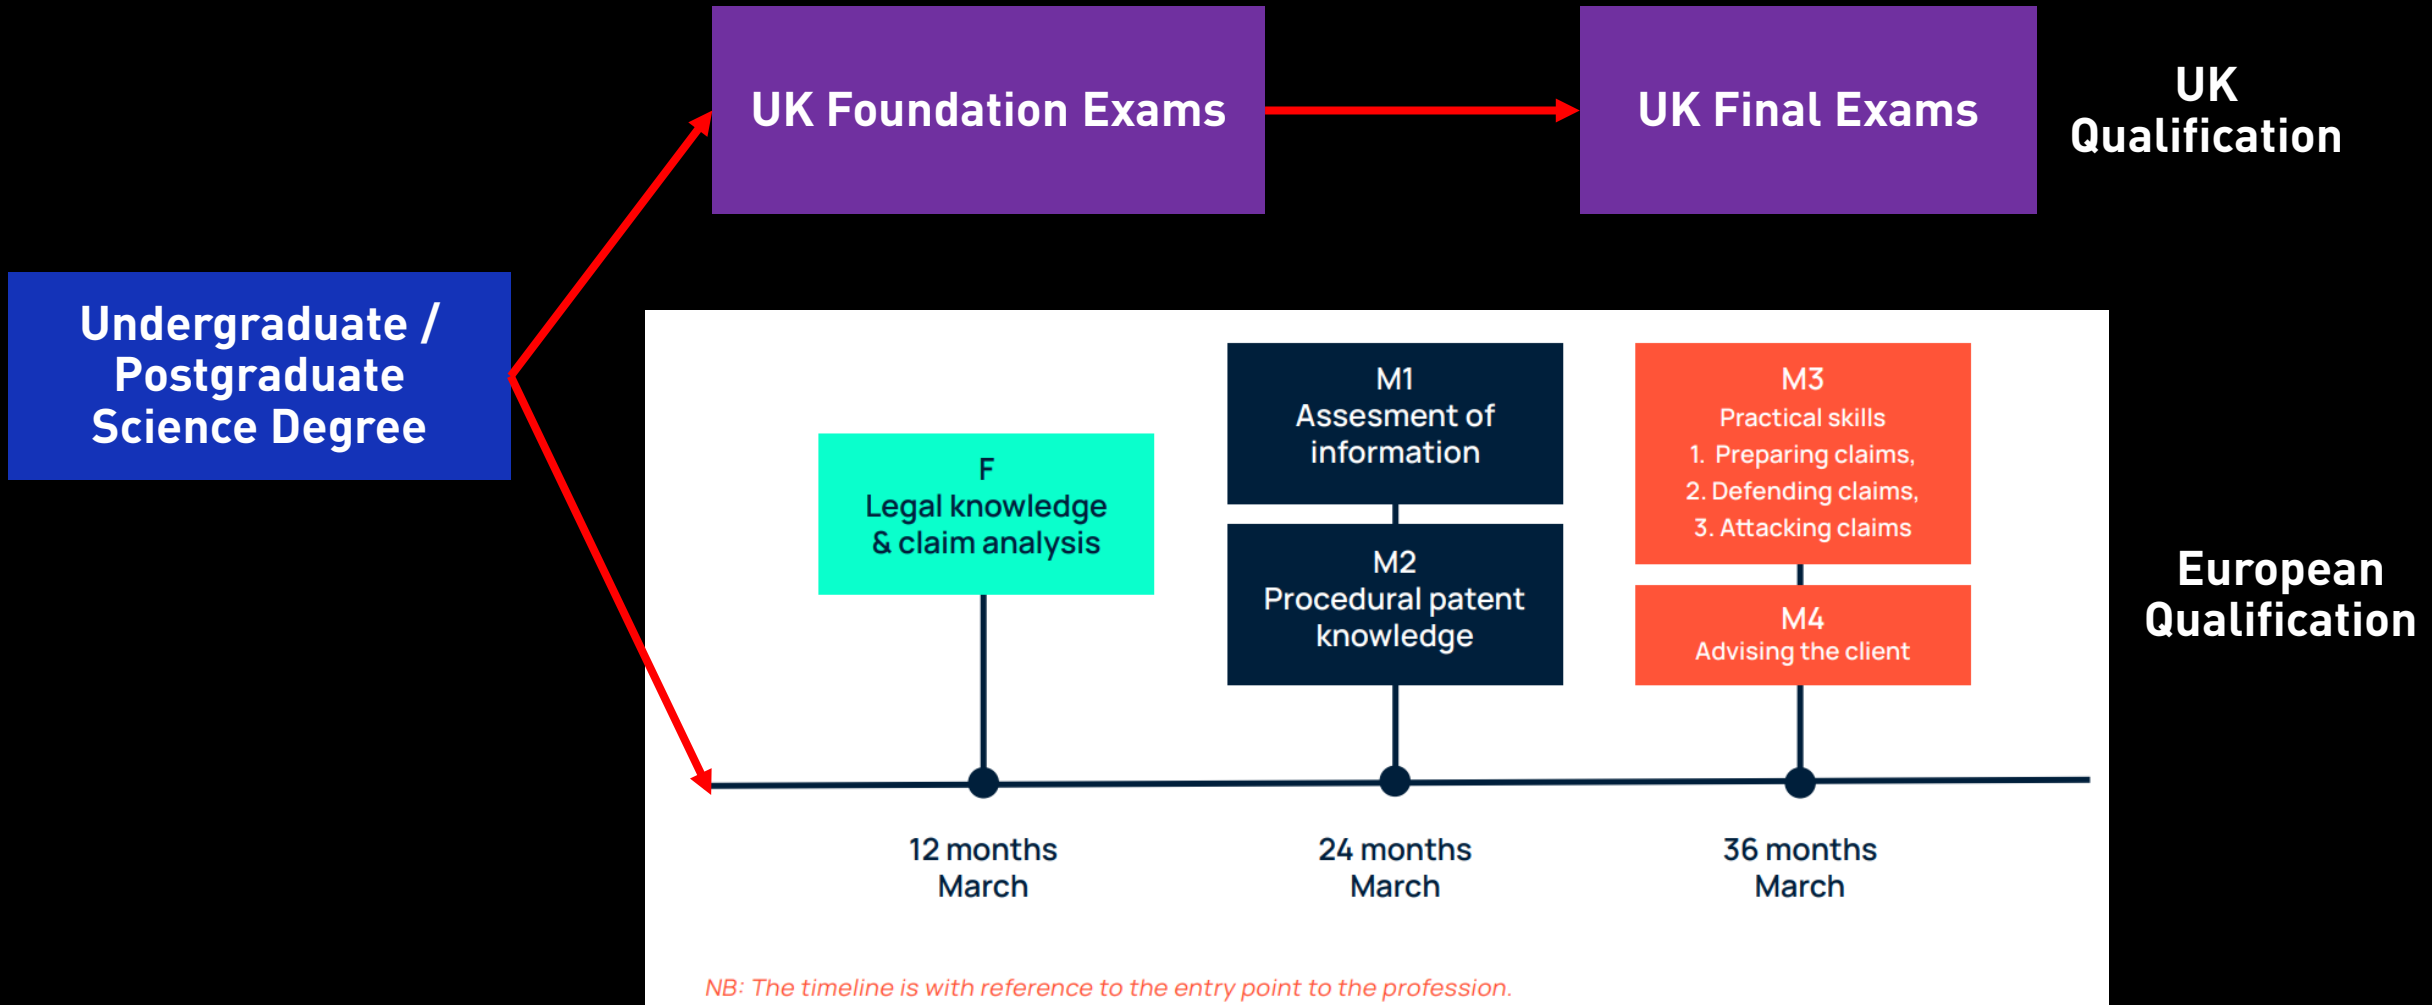 UK Foundation Exams
UK Final Exams
UK
Qualification
Undergraduate /
Postgraduate
Science Degree
F
Legal knowledge
& claim analysis
M1
Assesment of
information
M2
Procedural patent
knowledge
M3
Practical skills
1. Preparing claims,
2. Defending claims,
3. Attacking claims
M4
Advising the client
European
Qualification
12 months
March
24 months
March
36 months
March
NB: The timeline is with reference to the entry point to the profession.